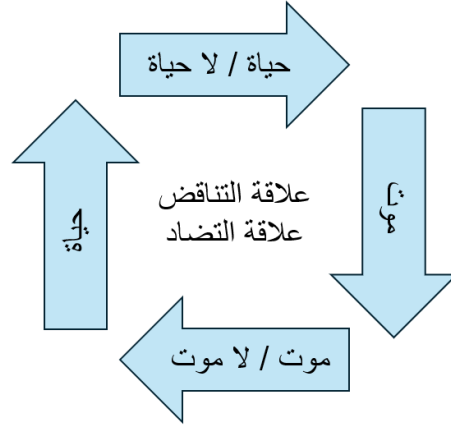 حياة / لا حياة
موت
علاقة التناقض
علاقة التضاد
حياة
موت / لا موت